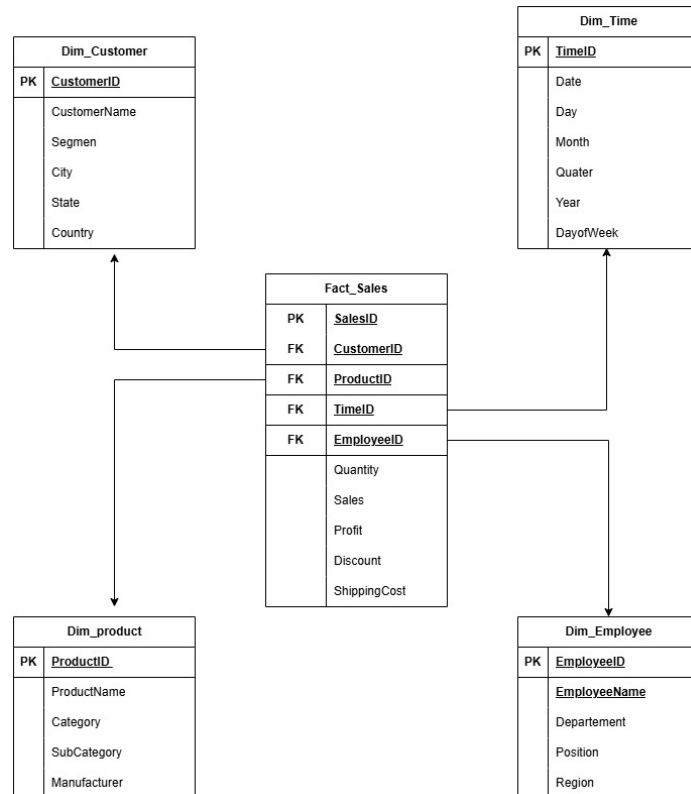 Dim_Customer
PK CustomerID
CustomerName
Segmen
City
State
Country
Dim_Time
PK TimeID
Date
Day
Month
Quater
Year
DayofWeek
Fact_Sales
PK SalesID
FK CustomerID
FK ProductID
FK TimeID
FK EmployeeID
Quantity
Sales
Profit
Discount
ShippingCost
Dim_product
PK ProductID
ProductName
Category
SubCategory
Manufacturer
Dim_Employee
PK EmployeeID
EmployeeName
Departement
Position
Region